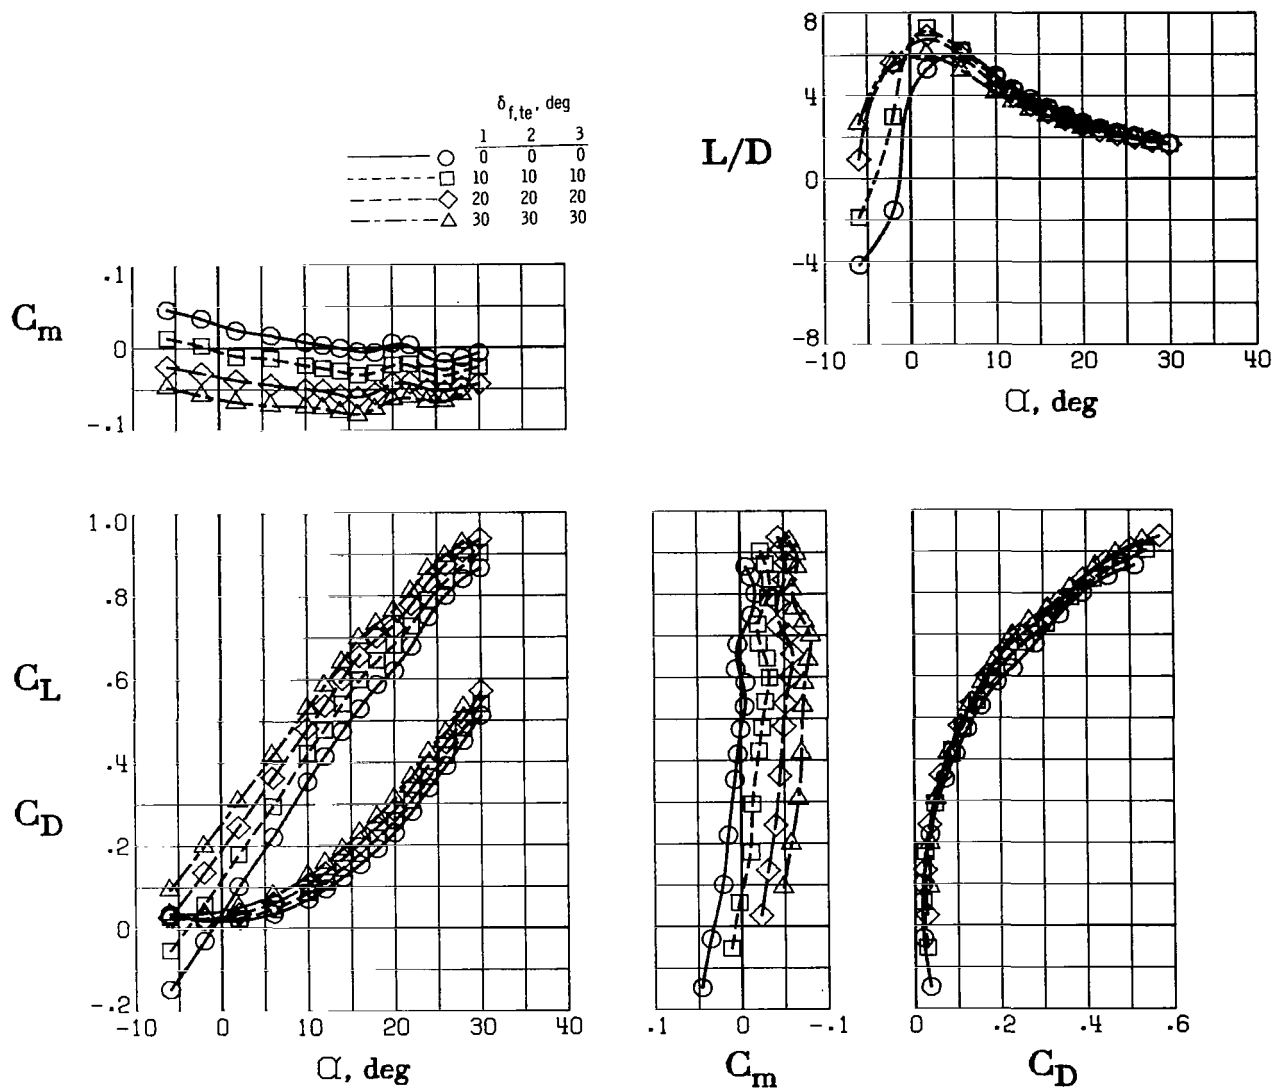 δf,te, deg
1 2 3
0 0 0
10 10 10
20 20 20
30 30 30
.1
Cm
0
-.1
8
4
L/D
0
-4
-8
-10 0 10 20 30 40
α, deg
1.0
.8
CL
.6
.4
CD
.2
0
-.2
-10 0 10 20 30 40
α, deg
.1 0 -.1
Cm
0 .2 .4 .6
CD